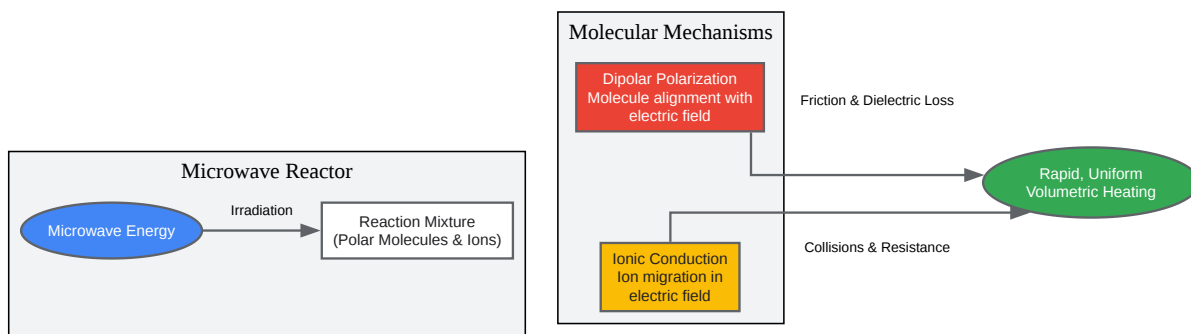 Microwave Reactor
Microwave Energy
Irradiation
Reaction Mixture
(Polar Molecules & Ions)
Molecular Mechanisms
Dipolar Polarization
Molecule alignment with
electric field
Ionic Conduction
Ion migration in
electric field
Friction & Dielectric Loss
Collisions & Resistance
Rapid, Uniform
Volumetric Heating